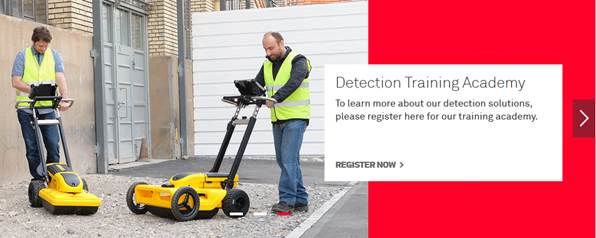 Detection Training Academy
To learn more about our detection solutions,
please register here for our training academy.
REGISTER NOW >